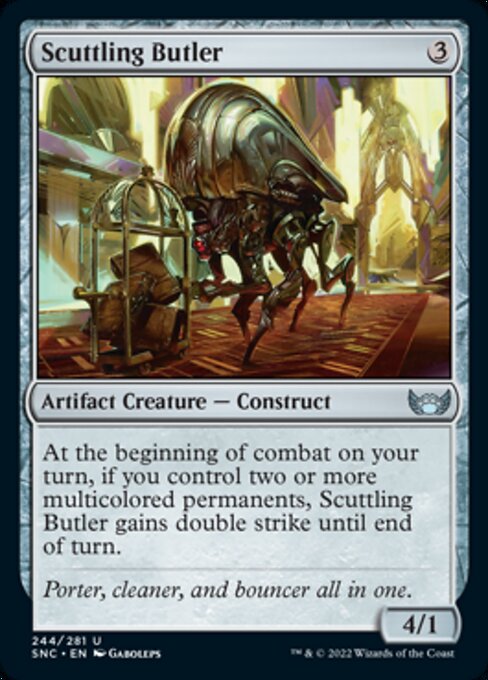 Scuttling Butler 3
Artifact Creature — Construct
At the beginning of combat on your
turn, if you control two or more
multicolored permanents, Scuttling
Butler gains double strike until end
of turn.
Porter, cleaner, and bouncer all in one.
4/1
244/281 U
SNC • EN Gaboleps
™ & © 2022 Wizards of the Coast